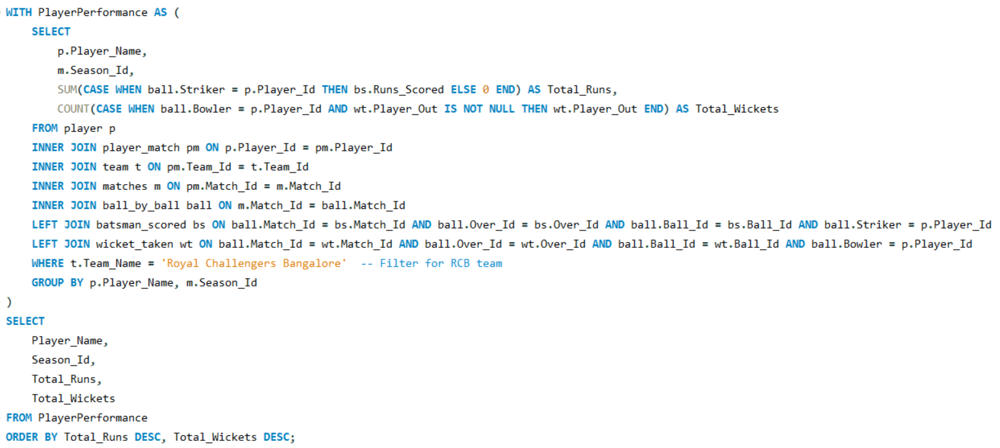 WITH PlayerPerformance AS (
    SELECT
        p.Player_Name,
        m.Season_Id,
        SUM(CASE WHEN ball.Striker = p.Player_Id THEN bs.Runs_Scored ELSE 0 END) AS Total_Runs,
        COUNT(CASE WHEN ball.Bowler = p.Player_Id AND wt.Player_Out IS NOT NULL THEN wt.Player_Out END) AS Total_Wickets
    FROM player p
    INNER JOIN player_match pm ON p.Player_Id = pm.Player_Id
    INNER JOIN team t ON pm.Team_Id = t.Team_Id
    INNER JOIN matches m ON pm.Match_Id = m.Match_Id
    INNER JOIN ball_by_ball ball ON m.Match_Id = ball.Match_Id
    LEFT JOIN batsman_scored bs ON ball.Match_Id = bs.Match_Id AND ball.Over_Id = bs.Over_Id AND ball.Ball_Id = bs.Ball_Id AND ball.Striker = p.Player_Id
    LEFT JOIN wicket_taken wt ON ball.Match_Id = wt.Match_Id AND ball.Over_Id = wt.Over_Id AND ball.Ball_Id = wt.Ball_Id AND ball.Bowler = p.Player_Id
    WHERE t.Team_Name = 'Royal Challengers Bangalore'  -- Filter for RCB team
    GROUP BY p.Player_Name, m.Season_Id
)
SELECT
    Player_Name,
    Season_Id,
    Total_Runs,
    Total_Wickets
FROM PlayerPerformance
ORDER BY Total_Runs DESC, Total_Wickets DESC;